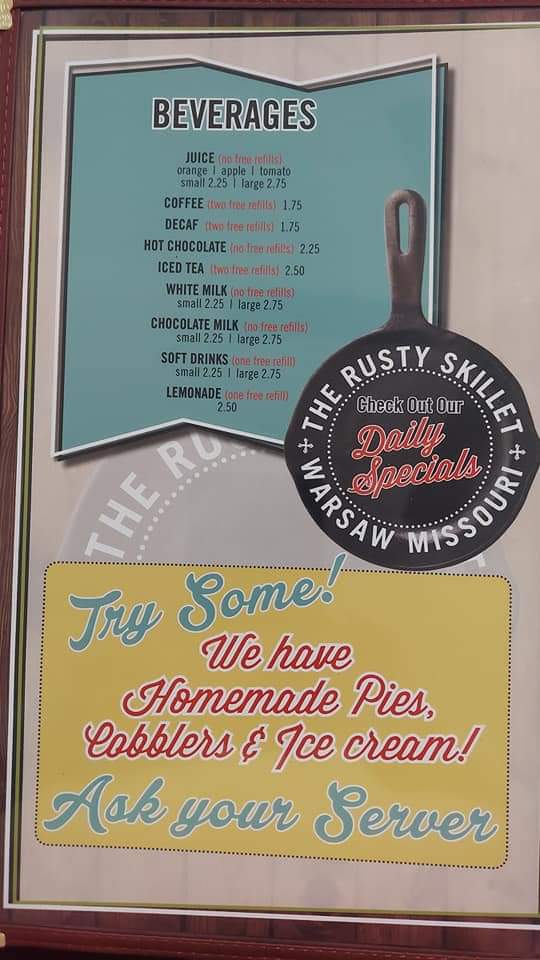 BEVERAGES
JUICE (no free refills)
orange | apple | tomato
small 2.25 | large 2.75
COFFEE (two free refills) 1.75
DECAF (two free refills) 1.75
HOT CHOCOLATE (no free refills) 2.25
ICED TEA (two free refills) 2.50
WHITE MILK (no free refills)
small 2.25 | large 2.75
CHOCOLATE MILK (no free refills)
small 2.25 | large 2.75
SOFT DRINKS (one free refill)
small 2.25 | large 2.75
LEMONADE (one free refill)
2.50
THE RUSTY SKILLET
Check Out Our
Daily
Specials
WARSAW MISSOURI
THE RU
Try Some!
We have
Homemade Pies,
Cobblers & Ice cream!
Ask your Server